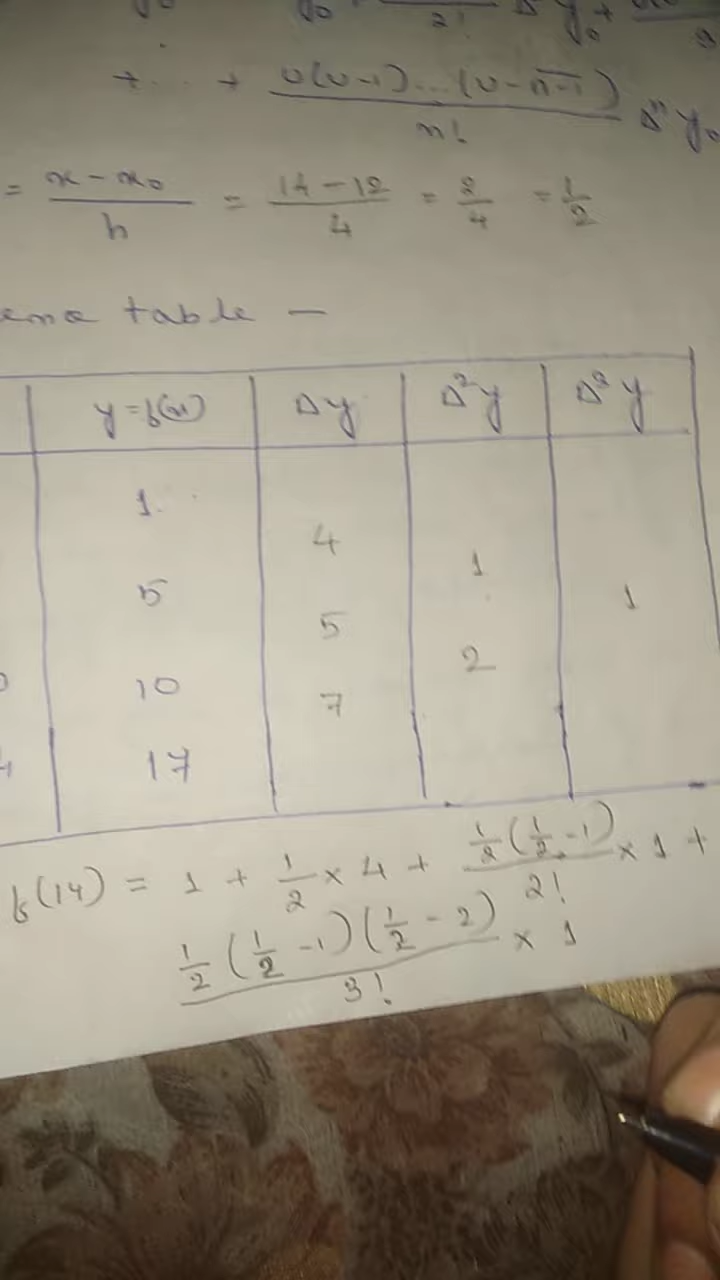 2!
+ ... + u(u-1)...(u-n-1)/n! Δⁿy₀
= x - x₀/h = 14 - 12/4 = 2/4 = 1/2
table —
y = f(x) Δy Δ²y Δ³y
1
4
1
5
1
5
2
10
7
17
f(14) = 1 + 1/2 × 4 + 1/2(1/2 - 1)/2! × 1 +
1/2(1/2 - 1)(1/2 - 2)/3! × 1